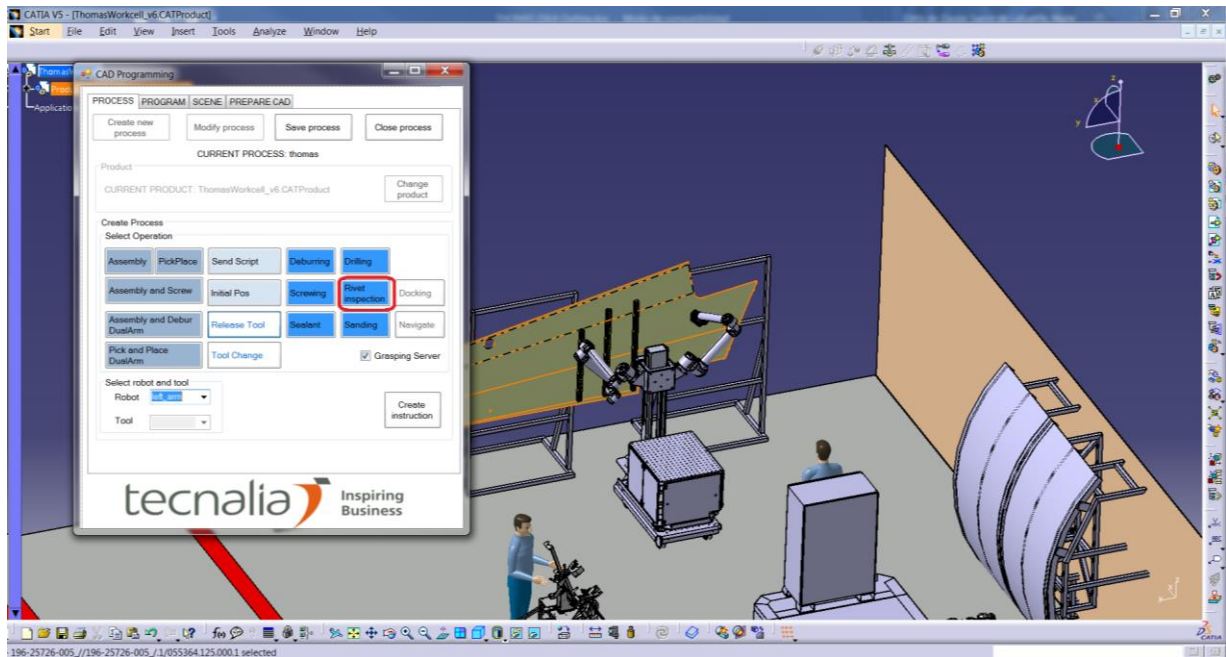 CATIA V5 - [ThomasWorkcell_v6.CATProduct]
Start File Edit View Insert Tools Analyze Window Help
CAD Programming
PROCESS PROGRAM SCENE PREPARE CAD
Create new process
Modify process
Save process
Close process
CURRENT PROCESS: thomas
Product
CURRENT PRODUCT: ThomasWorkcell_v6.CATProduct
Change product
Create Process
Select Operation
Assembly PickPlace Send Script Deburring Drilling
Assembly and Screw Initial Pos Screwing Rivet inspection Docking
Assembly and Debur DualArm Release Tool Sealant Sanding Navigate
Pick and Place DualArm Tool Change Grasping Server
Select robot and tool
Robot left_arm
Tool
Create instruction
tecnalia Inspiring Business
z
x
y
CATIA
196-25726-005_//196-25726-005_/.1/055364.125.000.1 selected